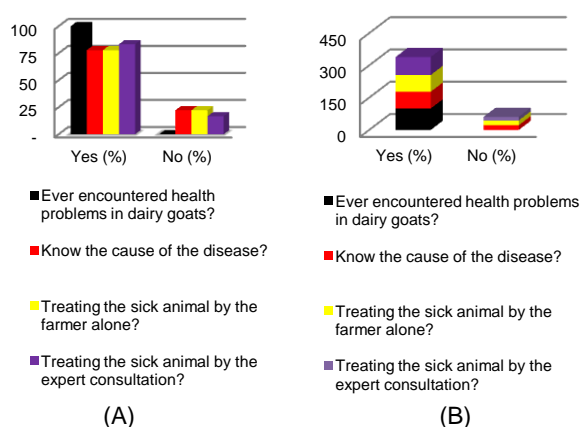 100
75
50
25
-
Yes (%) No (%)
Ever encountered health
problems in dairy goats?
Know the cause of the disease?
Treating the sick animal by the
farmer alone?
Treating the sick animal by the
expert consultation?
(A)
450
300
150
0
Yes (%) No (%)
Ever encountered health problems
in dairy goats?
Know the cause of the disease?
Treating the sick animal by the
farmer alone?
Treating the sick animal by the
expert consultation?
(B)